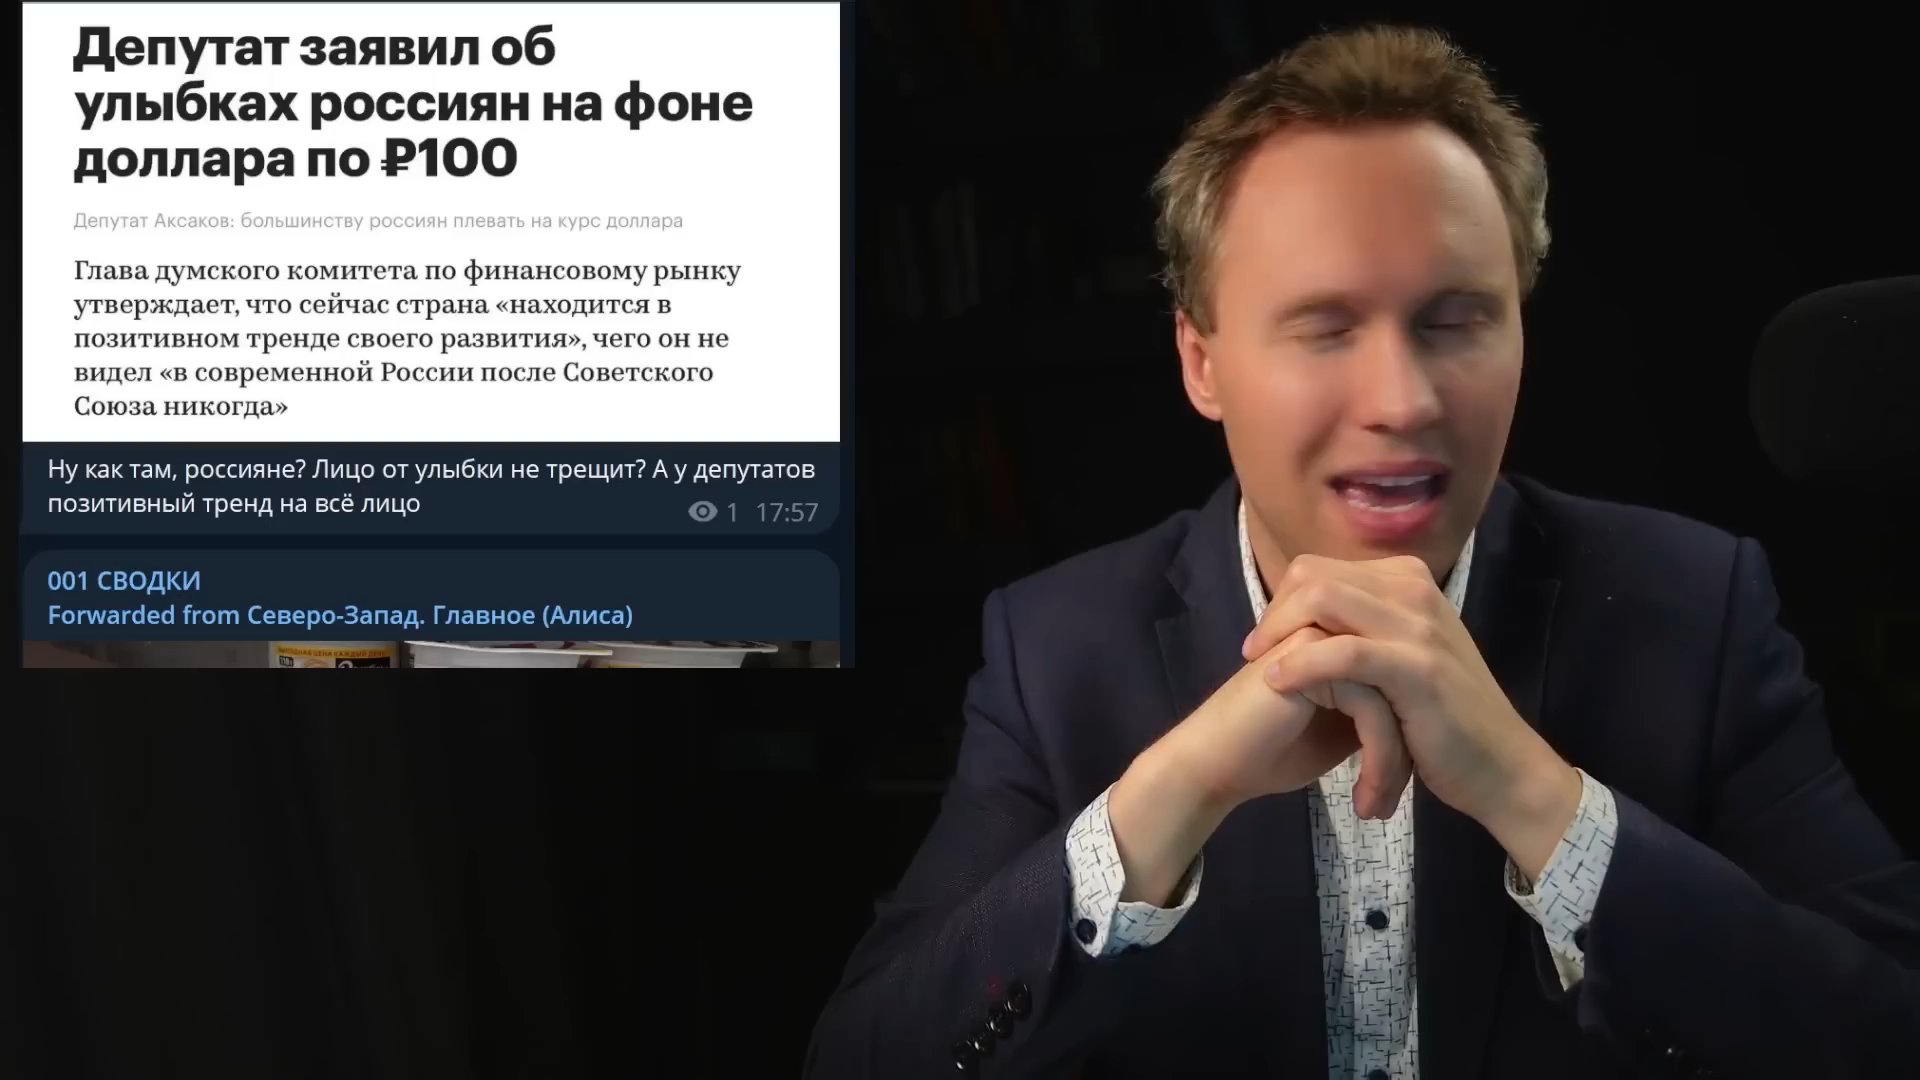 Депутат заявил об
улыбках россиян на фоне
доллара по ₽100
Депутат Аксаков: большинству россиян плевать на курс доллара
Глава думского комитета по финансовому рынку
утверждает, что сейчас страна «находится в
позитивном тренде своего развития», чего он не
видел «в современной России после Советского
Союза никогда»
Ну как там, россияне? Лицо от улыбки не трещит? А у депутатов
позитивный тренд на всё лицо
1 17:57
001 СВОДКИ
Forwarded from Северо-Запад. Главное (Алиса)